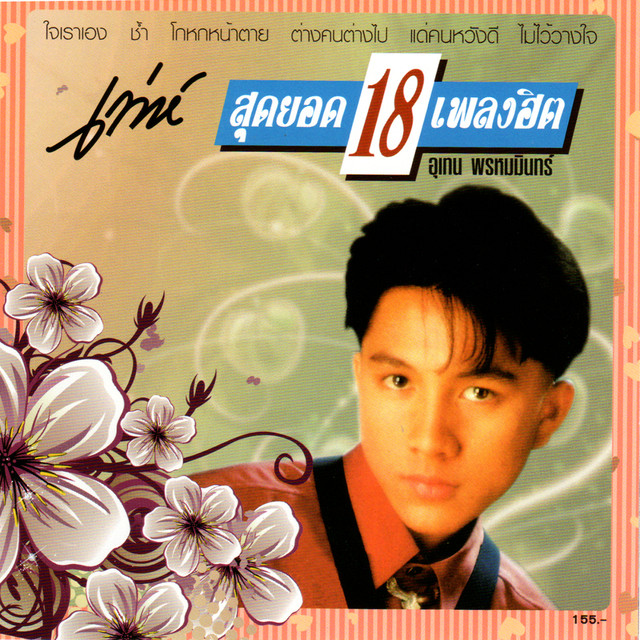 ใจเราเอง ช้ำ โกหกหน้าตาย ต่างคนต่างไป แด่คนหวังดี ไม่ไว้วางใจ
เท่ห์
สุดยอด 18 เพลงฮิต
อุเทน พรหมมินทร์
155.-